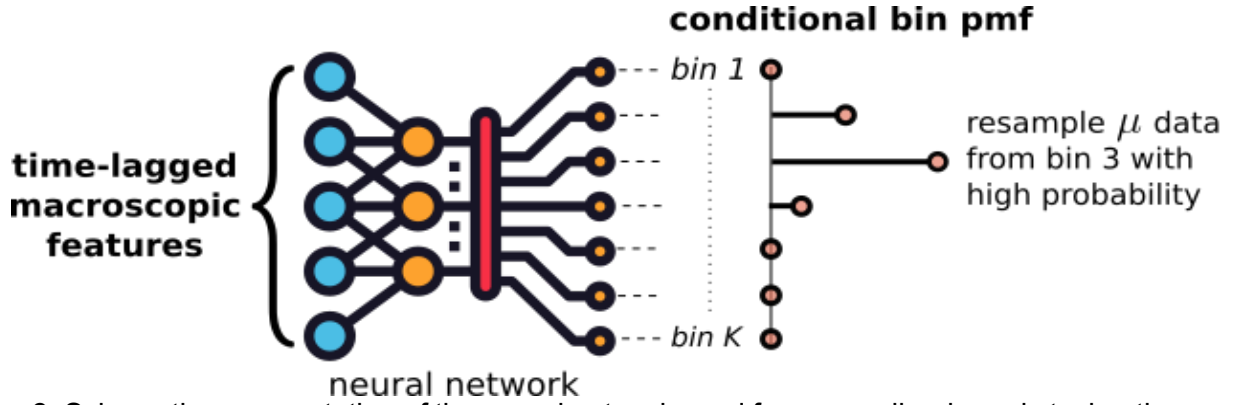 conditional bin pmf
bin 1
time-lagged
macroscopic
features
resample μ data
from bin 3 with
high probability
bin K
neural network